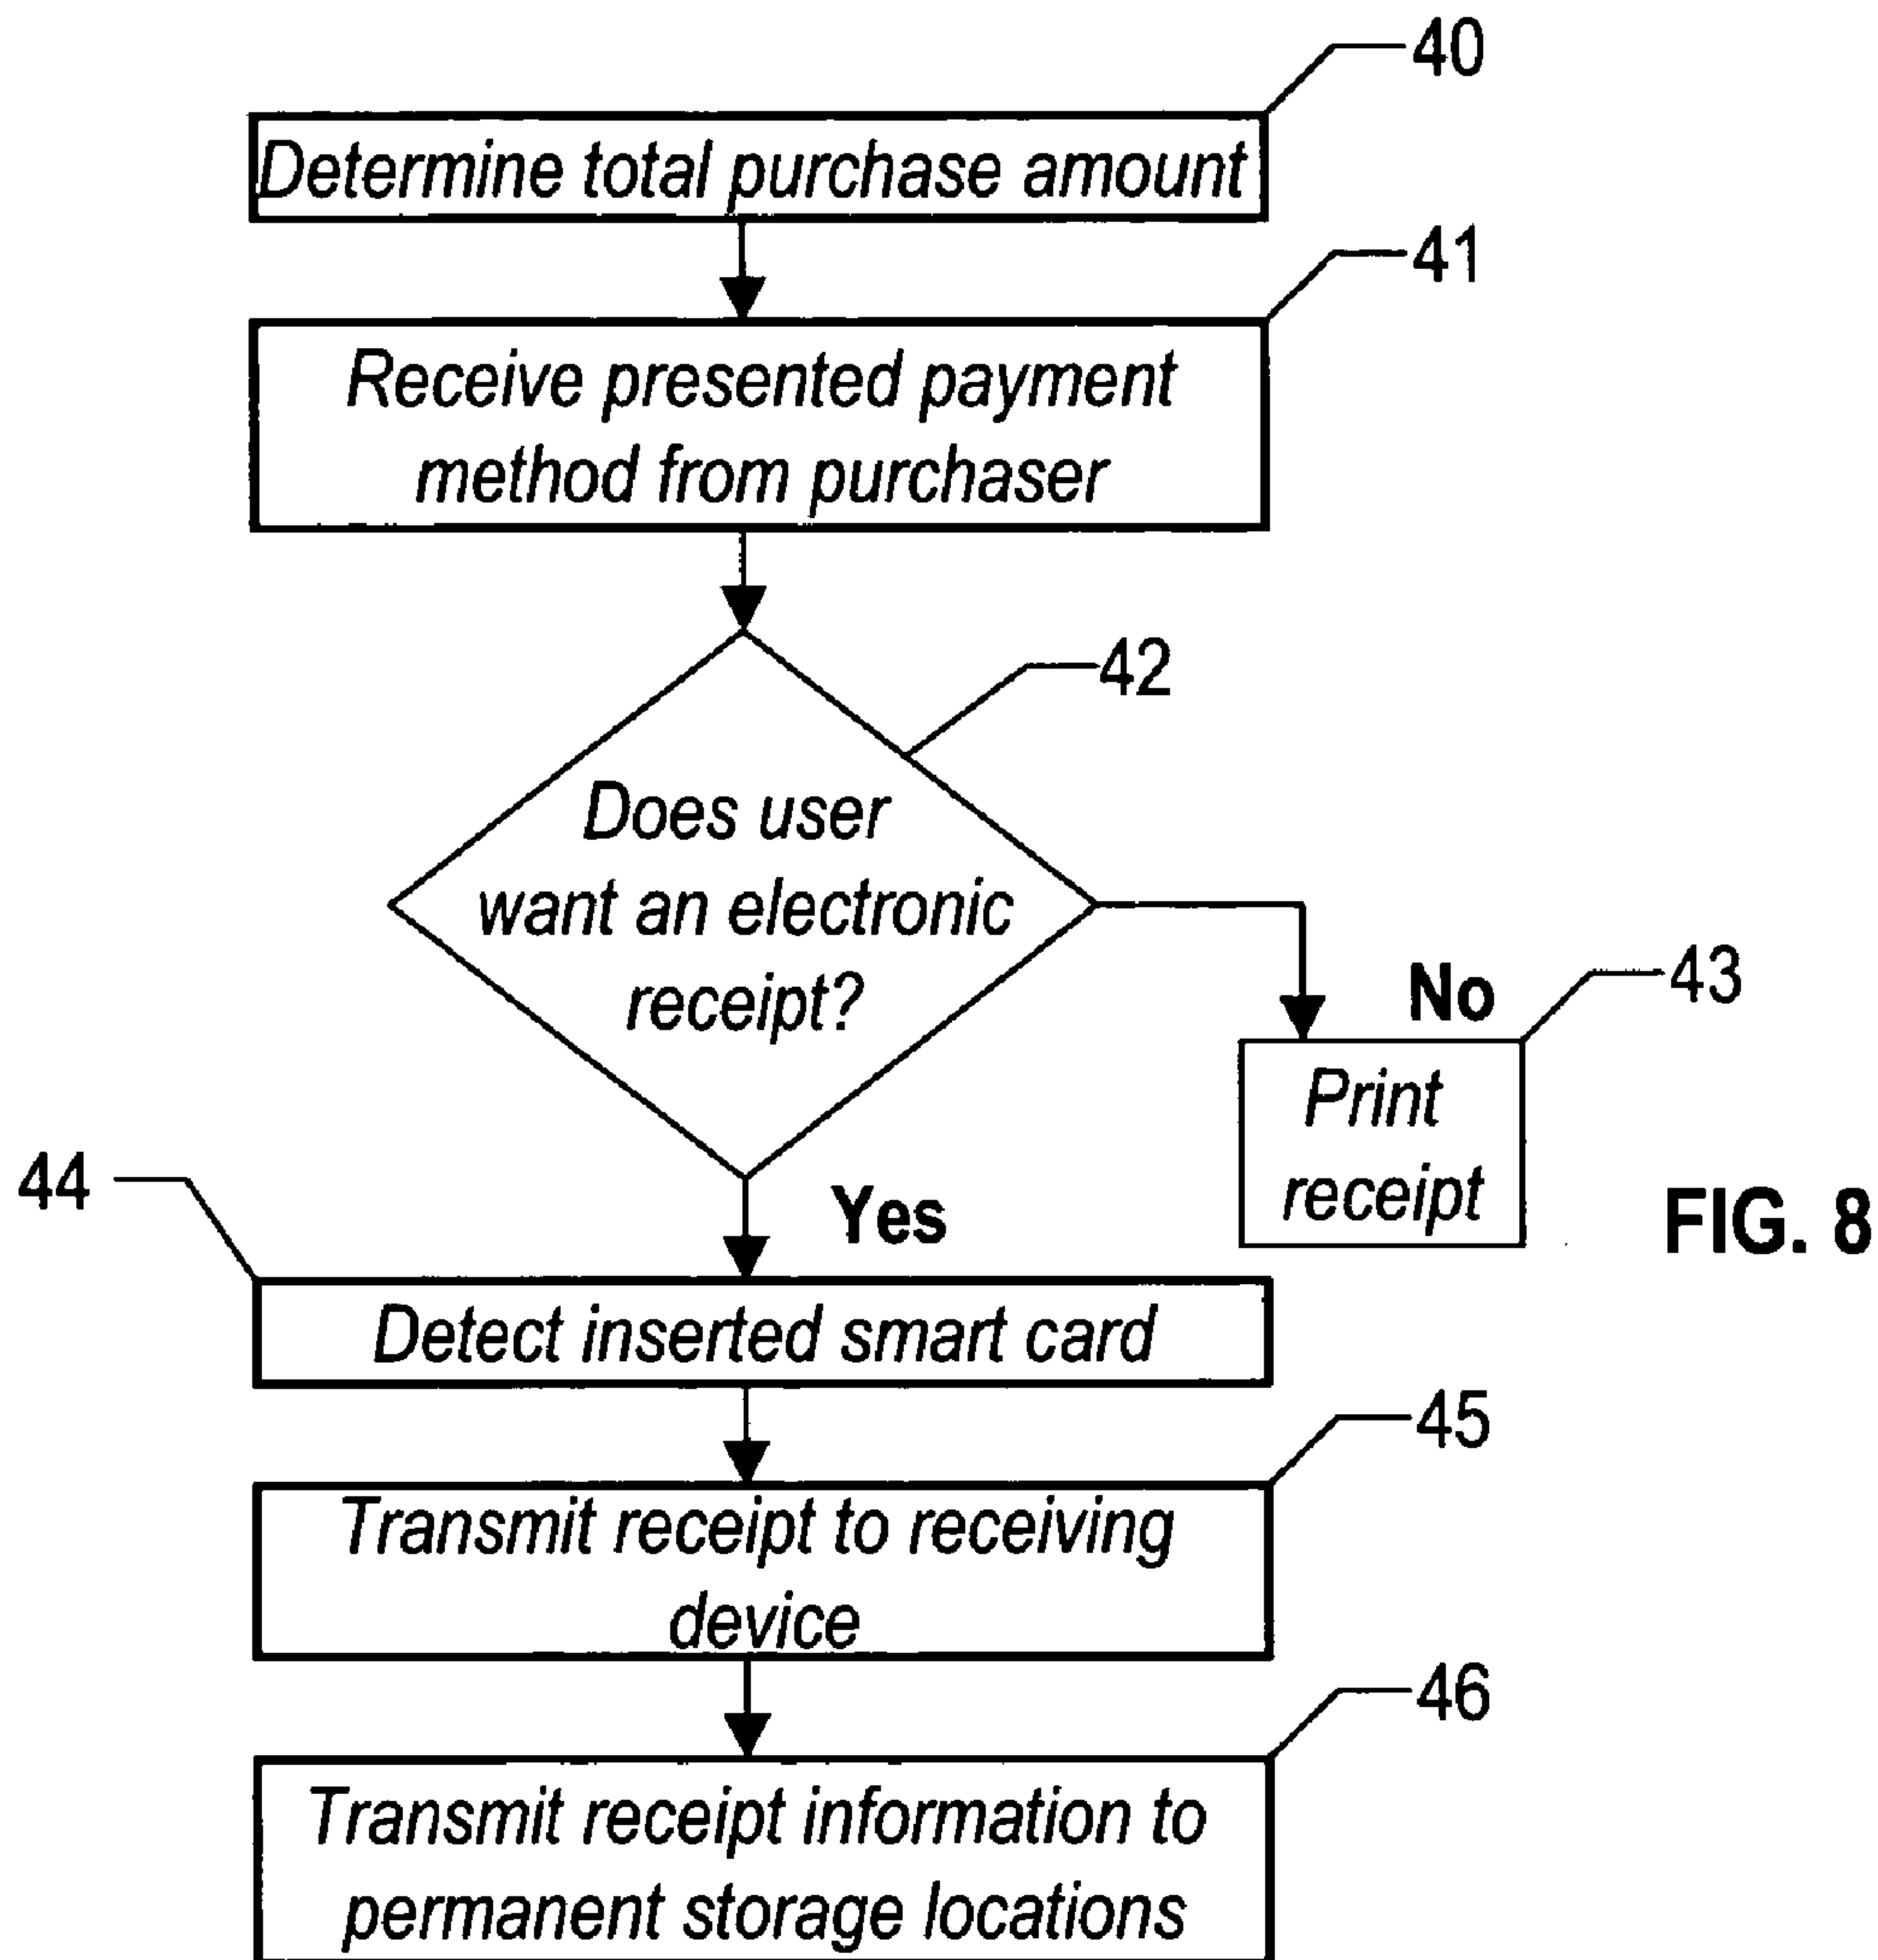 40
Determine total purchase amount
41
Receive presented payment
method from purchaser
42
Does user
want an electronic
receipt?
No
43
Print
receipt
FIG. 8
44
Yes
Detect inserted smart card
45
Transmit receipt to receiving
device
46
Transmit receipt information to
permanent storage locations